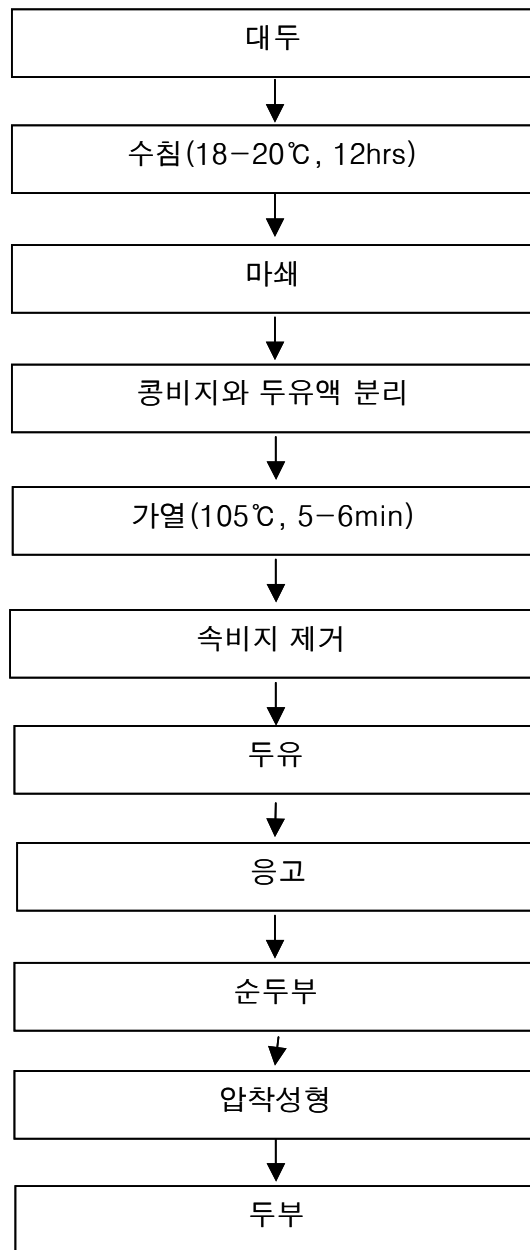 대두
수침(18-20℃, 12hrs)
마쇄
콩비지와 두유액 분리
가열(105℃, 5-6min)
속비지 제거
두유
응고
순두부
압착성형
두부